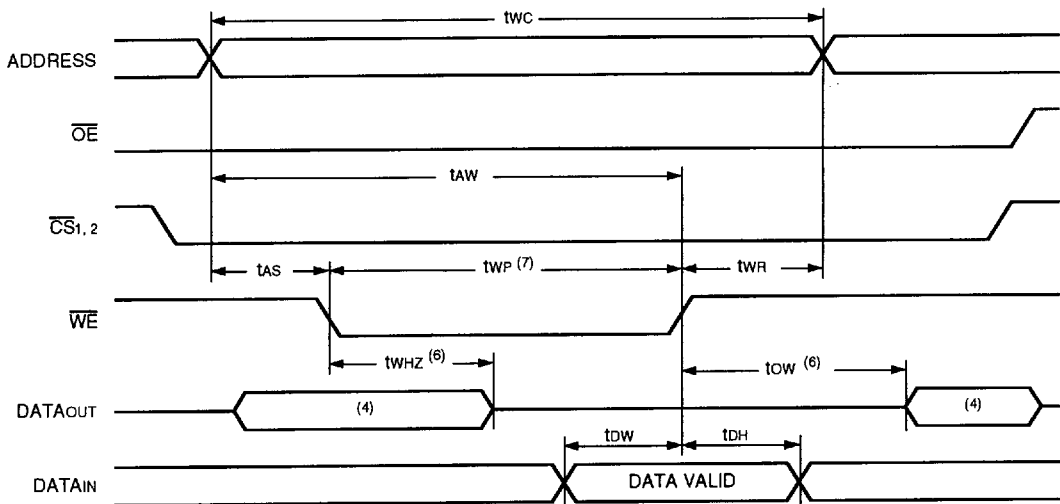 tWC
ADDRESS
OE
tAW
CS1, 2
tAS
tWP (7)
tWR
WE
tWHZ (6)
tOW (6)
DATAOUT
(4)
(4)
tDW
tDH
DATAIN
DATA VALID